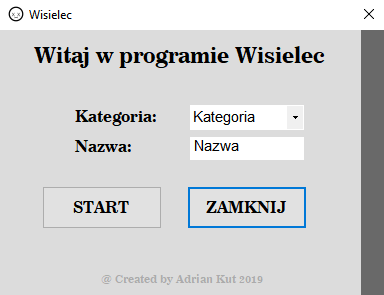 Wisielec
Witaj w programie Wisielec
Kategoria: Kategoria
Nazwa: Nazwa
START ZAMKNIJ
@ Created by Adrian Kut 2019